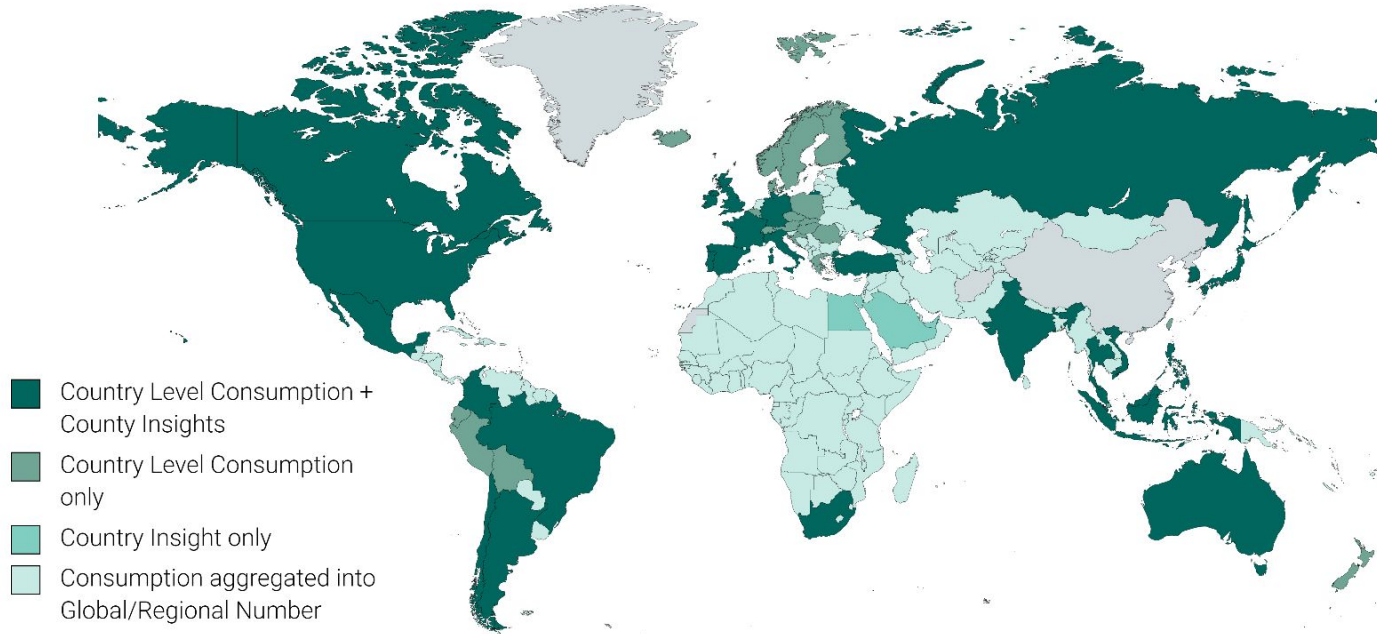 Country Level Consumption +
County Insights
Country Level Consumption
only
Country Insight only
Consumption aggregated into
Global/Regional Number